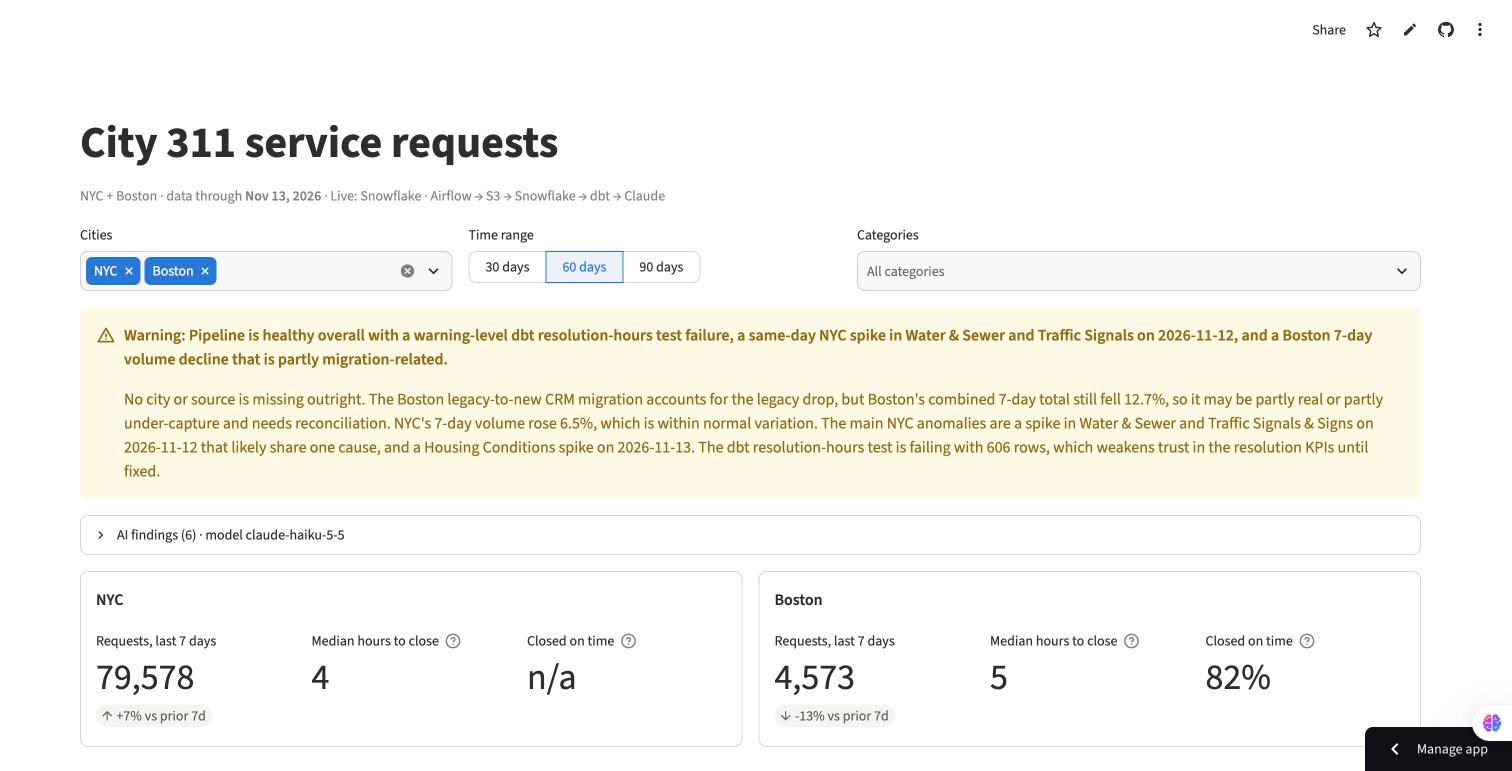 Share
City 311 service requests
NYC + Boston · data through Nov 13, 2026 · Live: Snowflake · Airflow → S3 → Snowflake → dbt → Claude
Cities
Time range
Categories
NYC × Boston ×
30 days 60 days 90 days
All categories
Warning: Pipeline is healthy overall with a warning-level dbt resolution-hours test failure, a same-day NYC spike in Water & Sewer and Traffic Signals on 2026-11-12, and a Boston 7-day
volume decline that is partly migration-related.
No city or source is missing outright. The Boston legacy-to-new CRM migration accounts for the legacy drop, but Boston's combined 7-day total still fell 12.7%, so it may be partly real or partly
under-capture and needs reconciliation. NYC's 7-day volume rose 6.5%, which is within normal variation. The main NYC anomalies are a spike in Water & Sewer and Traffic Signals & Signs on
2026-11-12 that likely share one cause, and a Housing Conditions spike on 2026-11-13. The dbt resolution-hours test is failing with 606 rows, which weakens trust in the resolution KPIs until
fixed.
AI findings (6) · model claude-haiku-5-5
NYC
Requests, last 7 days
79,578
↑ +7% vs prior 7d
Median hours to close
4
Closed on time
n/a
Boston
Requests, last 7 days
4,573
↓ -13% vs prior 7d
Median hours to close
5
Closed on time
82%
Manage app